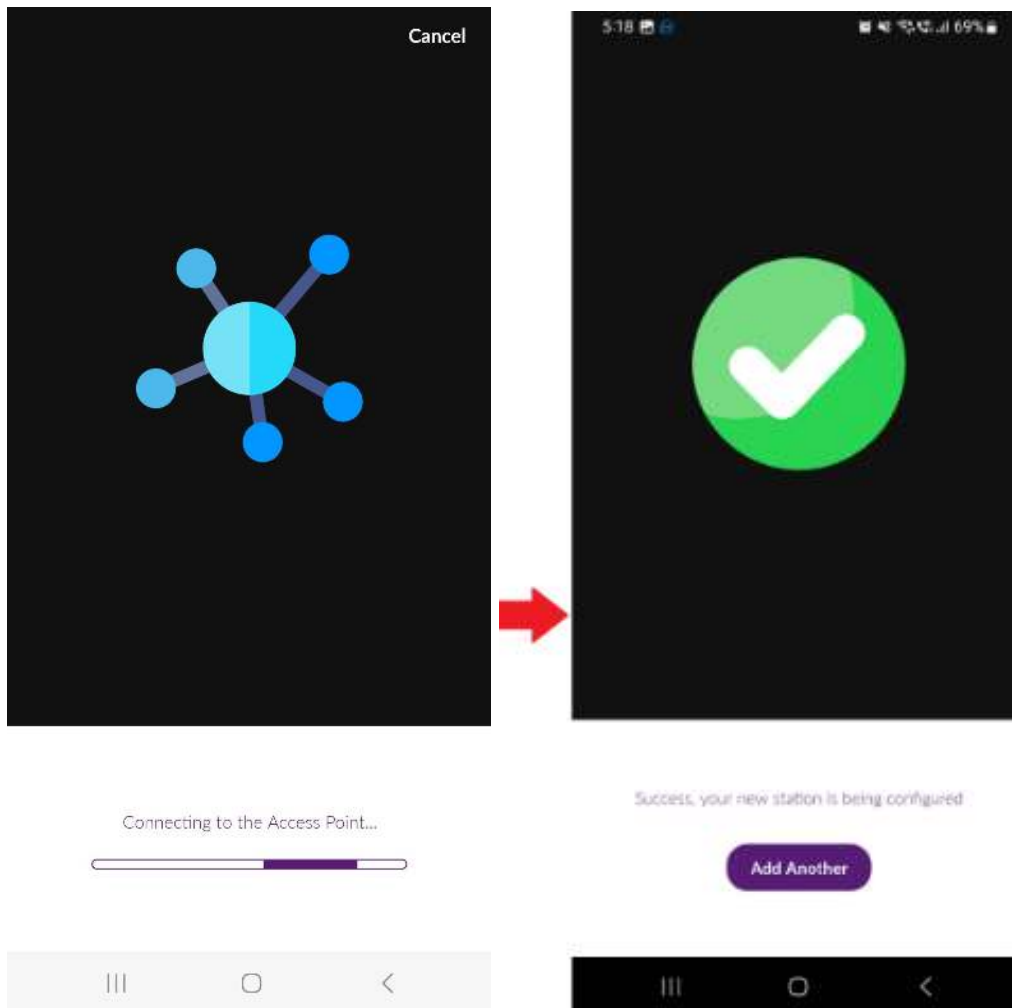 Cancel
Connecting to the Access Point...
5:18
69%
Success, your new station is being configured
Add Another